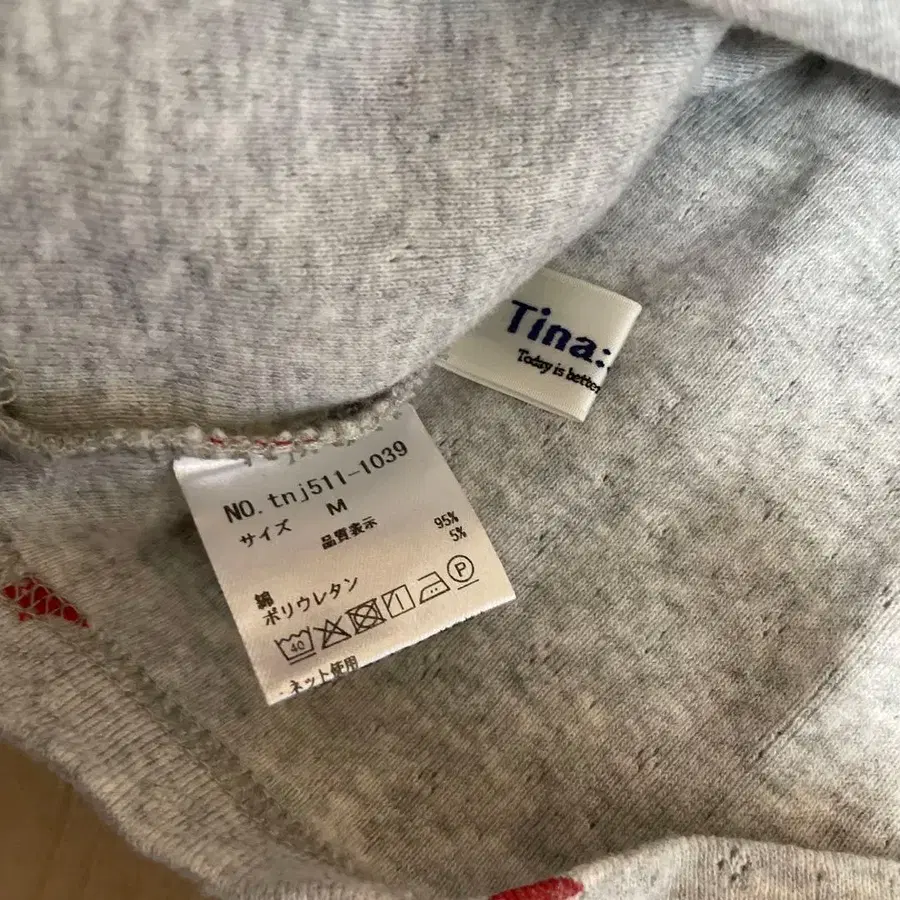 Tina:
Today is better
NO.tnj511-1039
サイズ M
品質表示
綿 95%
ポリウレタン 5%
40 P
ネット使用